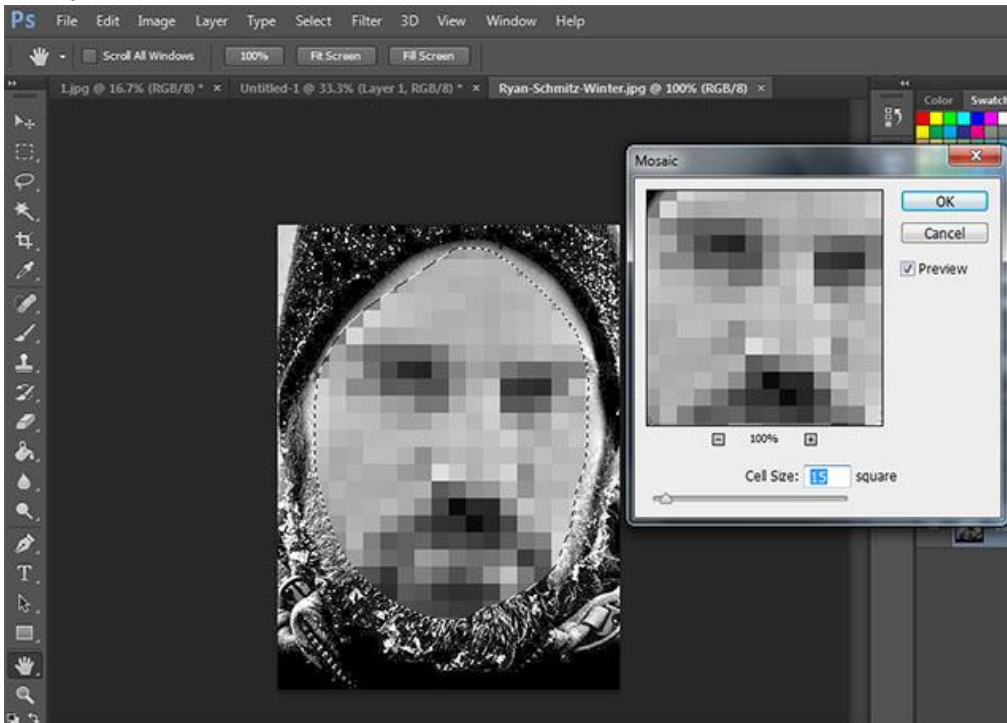 Ps File Edit Image Layer Type Select Filter 3D View Window Help
Scroll All Windows 100% Fit Screen Fill Screen
1.jpg @ 16.7% (RGB/8) * × Untitled-1 @ 33.3% (Layer 1, RGB/8) * × Ryan-Schmitz-Winter.jpg @ 100% (RGB/8) ×
Color Swatch
Mosaic
OK
Cancel
Preview
100%
Cell Size: 15 square